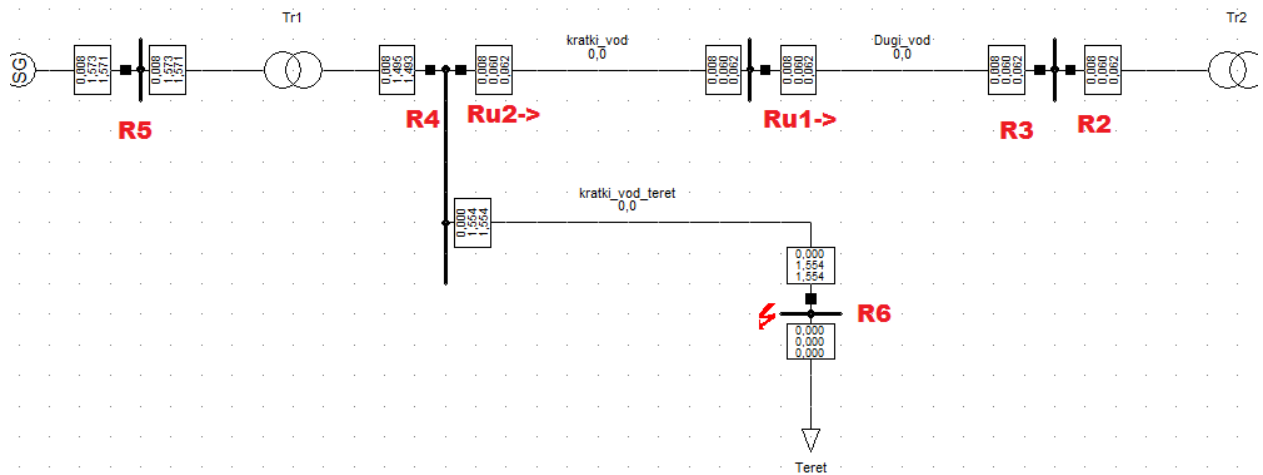 Tr1
Tr2
SG
0,008
1,573
1,571
0,008
1,573
1,571
R5
0,008
1,495
1,493
R4
0,008
0,060
0,062
Ru2->
kratki_vod
0,0
0,008
0,060
0,062
Ru1->
0,008
0,060
0,062
Dugi_vod
0,0
0,008
0,060
0,062
R3
0,008
0,060
0,062
R2
0,000
1,554
1,554
kratki_vod_teret
0,0
0,000
1,554
1,554
R6
0,000
0,000
0,000
Teret